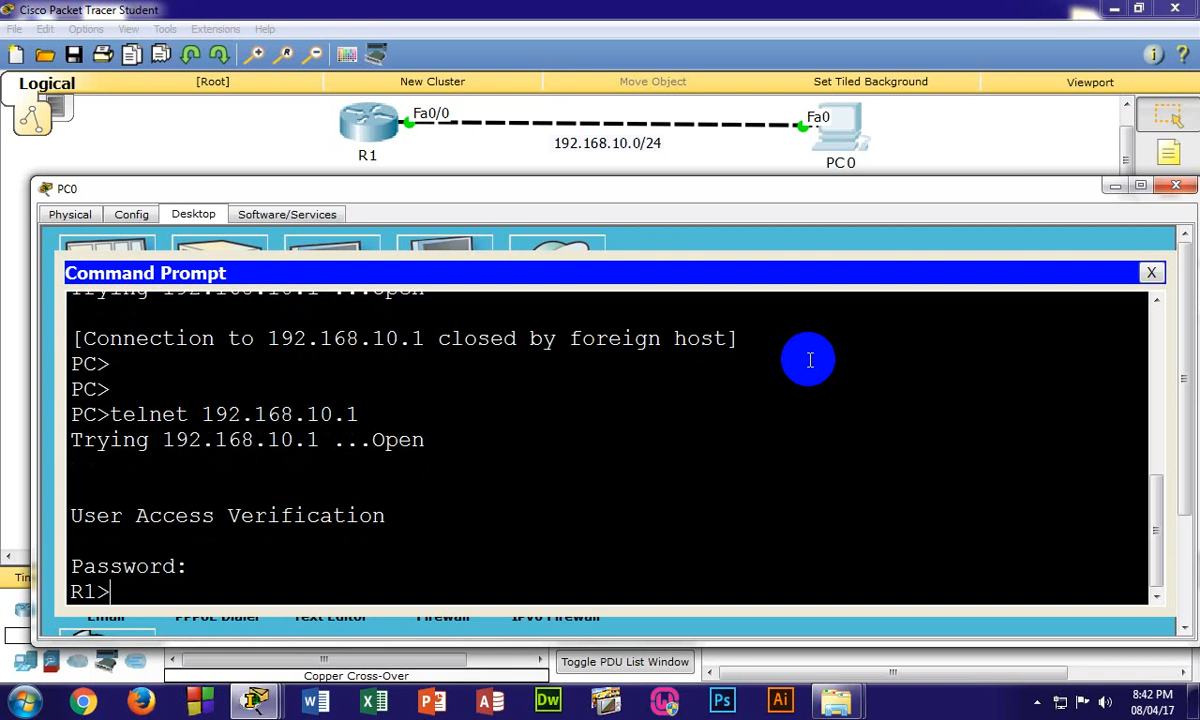 Cisco Packet Tracer Student
File Edit Options View Tools Extensions Help
Logical [Root] New Cluster Move Object Set Tiled Background Viewport
Fa0/0 Fa0
192.168.10.0/24
R1 PC0
PC0
Physical Config Desktop Software/Services
Command Prompt X
Trying 192.168.10.1 ...Open
[Connection to 192.168.10.1 closed by foreign host]
PC>
PC>
PC>telnet 192.168.10.1
Trying 192.168.10.1 ...Open
User Access Verification
Password:
R1>
Email PPPoE Dialer Text Editor Firewall IPv6 Firewall
Toggle PDU List Window
Copper Cross-Over
Dw Ps Ai
8:42 PM
08/04/17